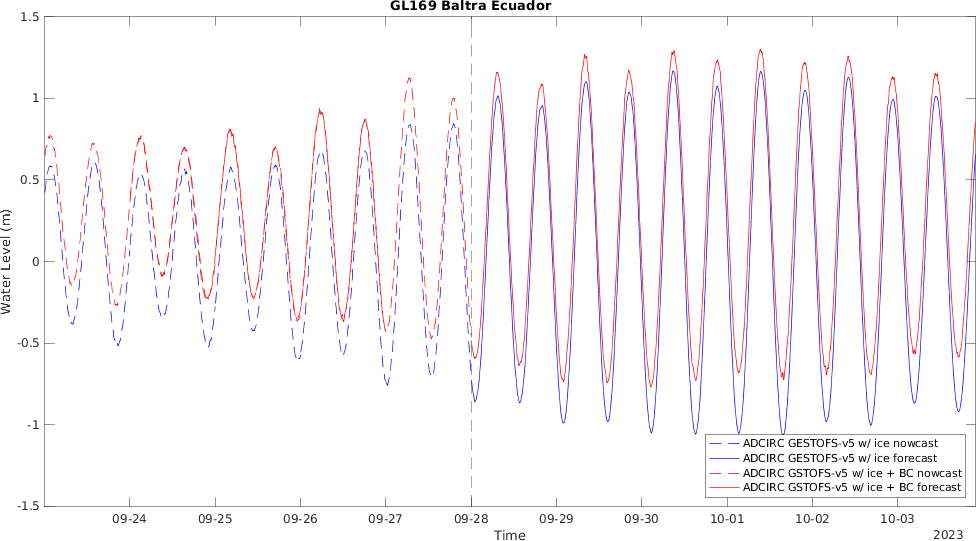 GL169 Baltra Ecuador
1.5
1
0.5
0
-0.5
-1
-1.5
Water Level (m)
ADCIRC GESTOFS-v5 w/ ice nowcast
ADCIRC GESTOFS-v5 w/ ice forecast
ADCIRC GSTOFS-v5 w/ ice + BC nowcast
ADCIRC GSTOFS-v5 w/ ice + BC forecast
09-24 09-25 09-26 09-27 09-28 09-29 09-30 10-01 10-02 10-03
Time
2023